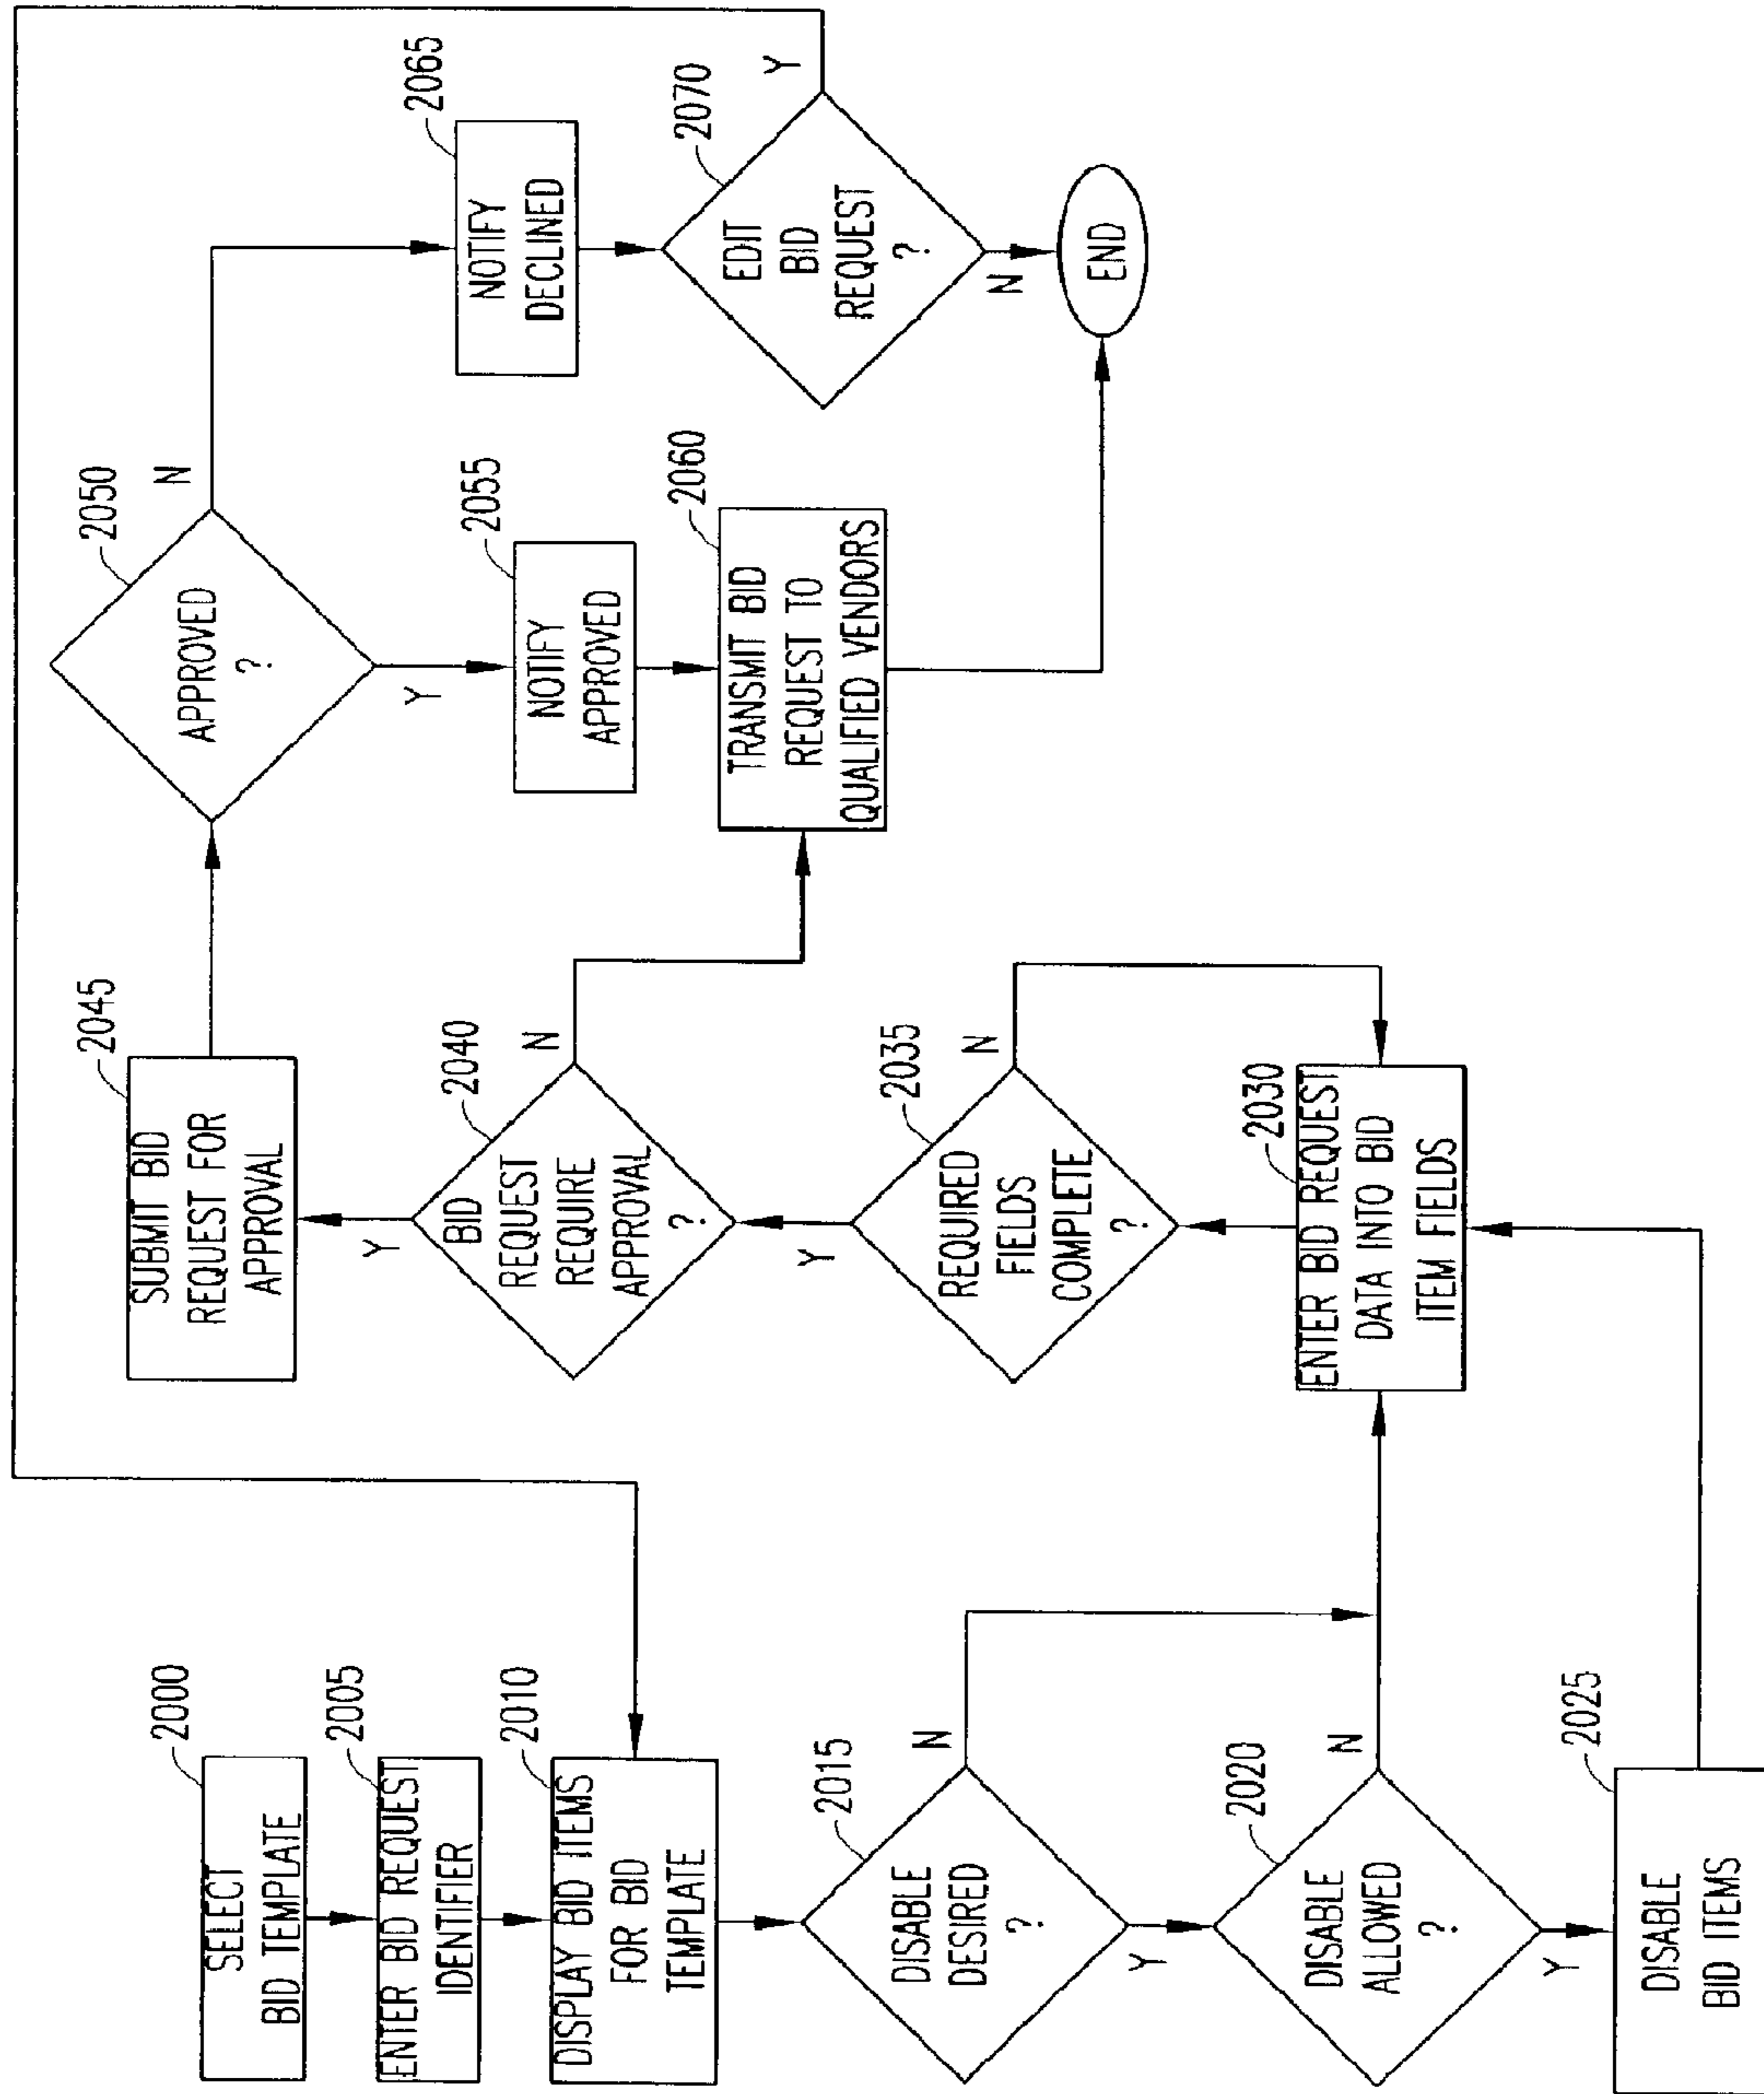 2000
SELECT
BID TEMPLATE
2005
ENTER BID REQUEST
IDENTIFIER
2010
DISPLAY BID ITEMS
FOR BID
TEMPLATE
2015
DISABLE
DESIRED
?
N
Y
2020
DISABLE
ALLOWED
?
N
Y
2025
DISABLE
BID ITEMS
2030
ENTER BID REQUEST
DATA INTO BID
ITEM FIELDS
2035
REQUIRED
FIELDS
COMPLETE
?
N
Y
2040
BID
REQUEST
REQUIRE
APPROVAL
?
N
Y
2045
SUBMIT BID
REQUEST FOR
APPROVAL
2050
APPROVED
?
N
Y
2055
NOTIFY
APPROVED
2060
TRANSMIT BID
REQUEST TO
QUALIFIED VENDORS
2065
NOTIFY
DECLINED
2070
EDIT
BID
REQUEST
?
Y
N
END